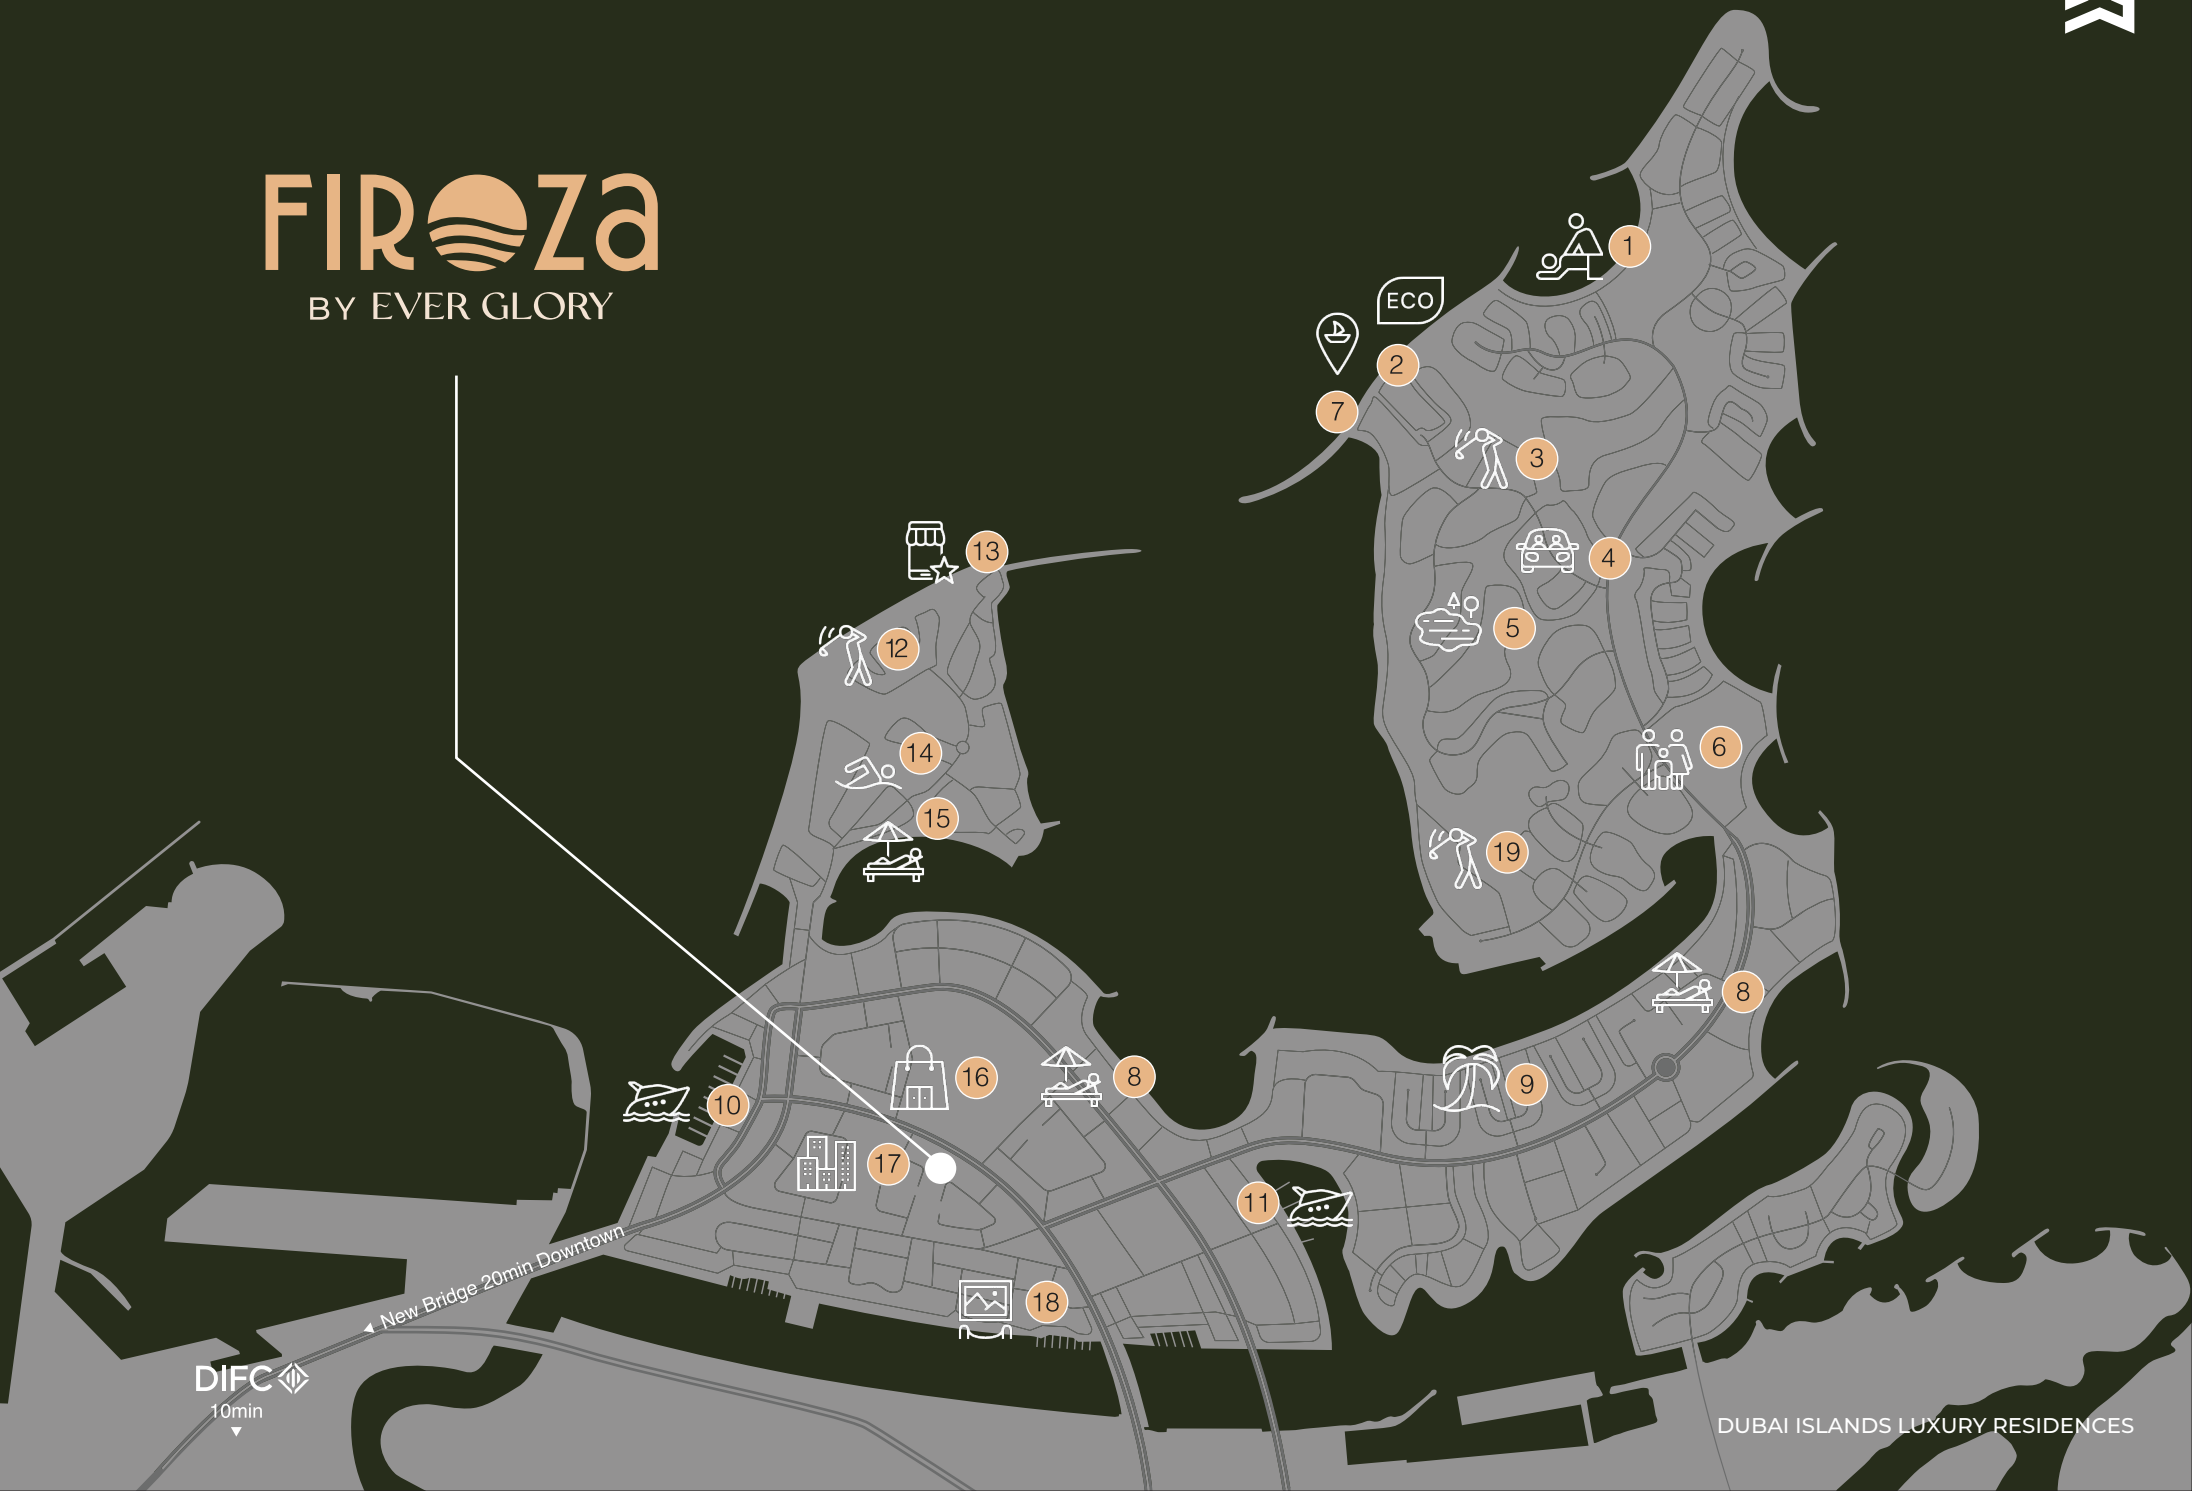 FIROZa
BY EVER GLORY
1
ECO
2
7
3
13
4
5
12
6
14
15
19
8
16
8
9
10
17
11
18
New Bridge 20min Downtown
DIFC
10min
DUBAI ISLANDS LUXURY RESIDENCES